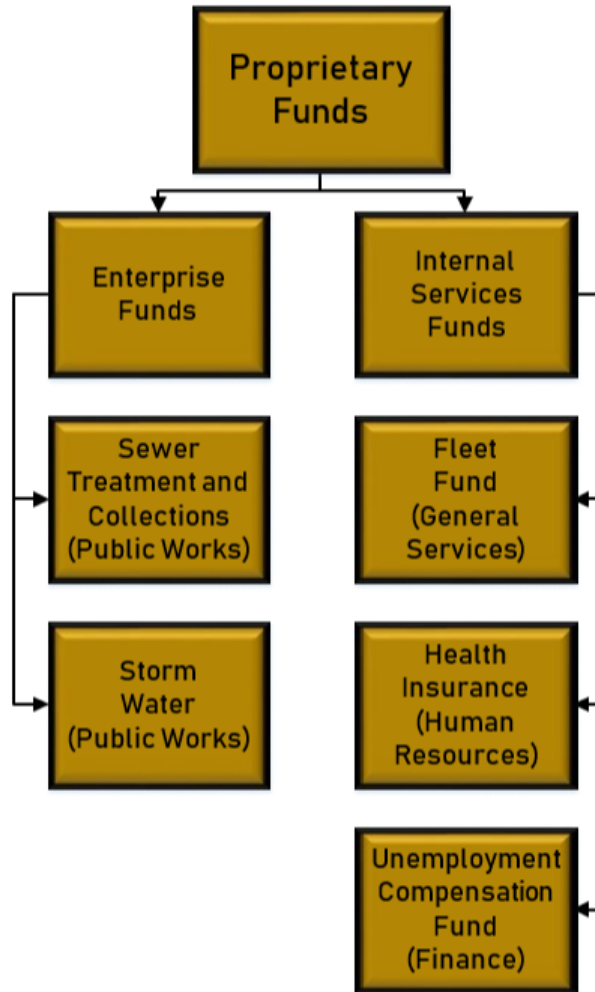 Proprietary
Funds
Enterprise
Funds
Internal
Services
Funds
Sewer
Treatment and
Collections
(Public Works)
Fleet
Fund
(General
Services)
Storm
Water
(Public Works)
Health
Insurance
(Human
Resources)
Unemployment
Compensation
Fund
(Finance)